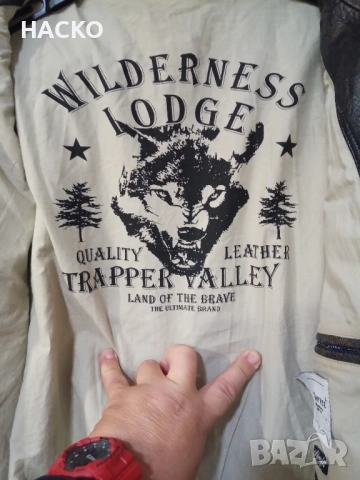 HACKO
WILDERNESS
LODGE
QUALITY LEATHER
TRAPPER VALLEY
LAND OF THE BRAVE
THE ULTIMATE BRAND
BAZAR